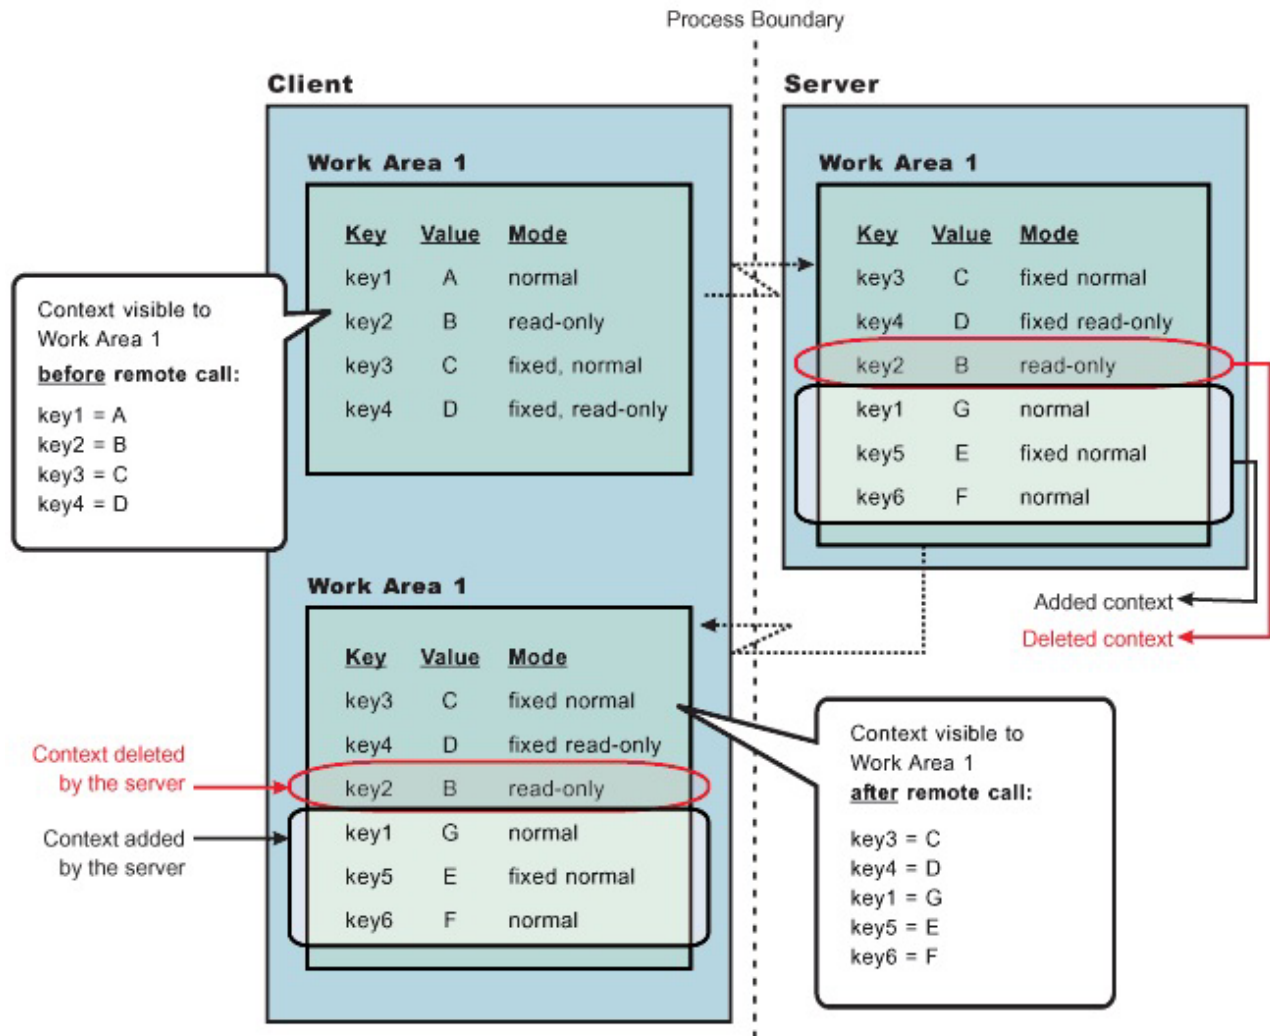 Process Boundary
Client
Work Area 1
Key Value Mode
key1 A normal
key2 B read-only
key3 C fixed, normal
key4 D fixed, read-only
Context visible to
Work Area 1
before remote call:
key1 = A
key2 = B
key3 = C
key4 = D
Server
Work Area 1
Key Value Mode
key3 C fixed normal
key4 D fixed read-only
key2 B read-only
key1 G normal
key5 E fixed normal
key6 F normal
Added context
Deleted context
Work Area 1
Key Value Mode
key3 C fixed normal
key4 D fixed read-only
key2 B read-only
key1 G normal
key5 E fixed normal
key6 F normal
Context deleted
by the server
Context added
by the server
Context visible to
Work Area 1
after remote call:
key3 = C
key4 = D
key1 = G
key5 = E
key6 = F